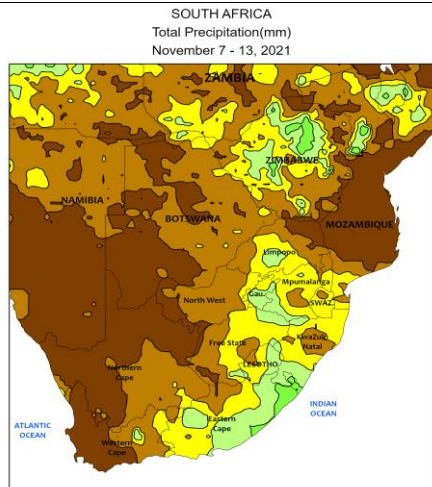 SOUTH AFRICA
Total Precipitation(mm)
November 7 - 13, 2021
ZAMBIA
ZIMBABWE
NAMIBIA
BOTSWANA
MOZAMBIQUE
Limpopo
Mpumalanga
North West
Gau.
SWAZ.
Free State
KwaZulu
Natal
LESOTHO
Northern
Cape
INDIAN
OCEAN
Eastern
Cape
ATLANTIC
OCEAN
Western
Cape